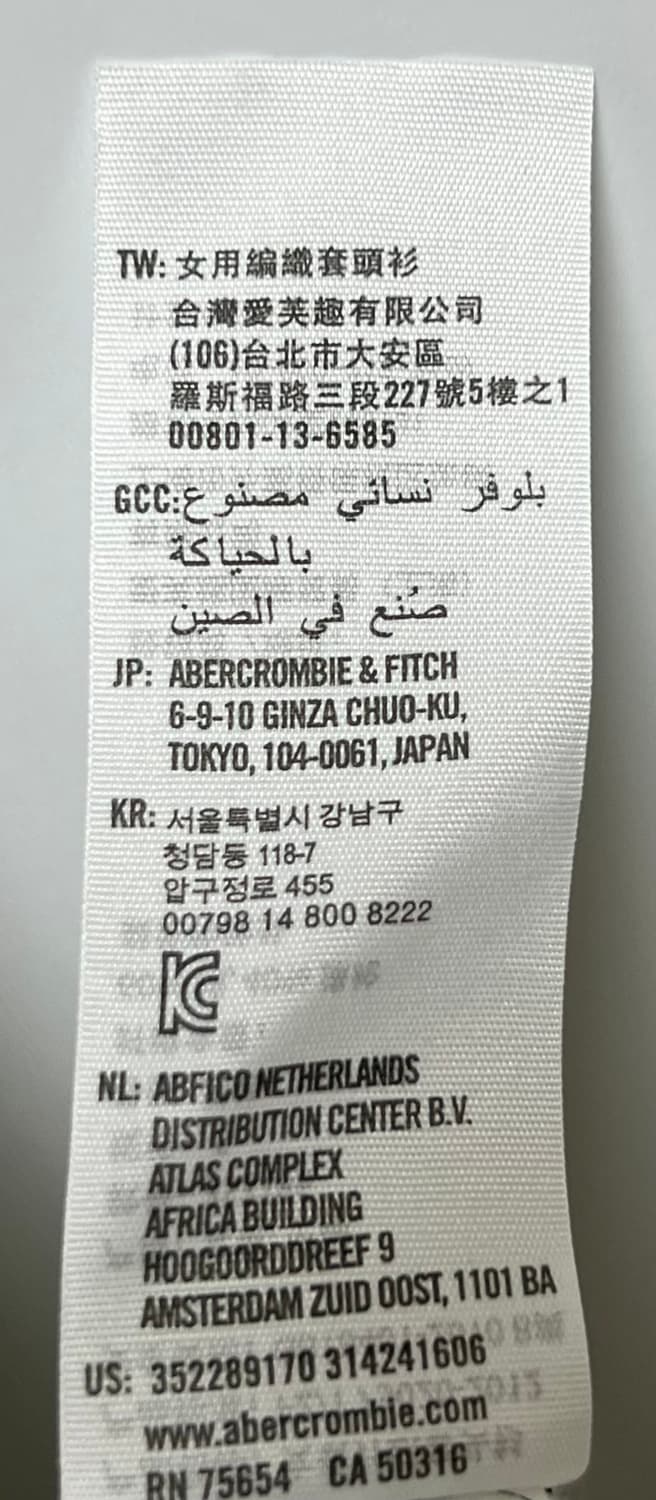 TW: 女用編織套頭衫
台灣愛芙趣有限公司
(106)台北市大安區
羅斯福路三段227號5樓之1
00801-13-6585
GCC: بلوفر نسائي مصنوع
بالحياكة
صُنع في الصين
JP: ABERCROMBIE & FITCH
6-9-10 GINZA CHUO-KU,
TOKYO, 104-0061, JAPAN
KR: 서울특별시 강남구
청담동 118-7
압구정로 455
00798 14 800 8222
KC
NL: ABFICO NETHERLANDS
DISTRIBUTION CENTER B.V.
ATLAS COMPLEX
AFRICA BUILDING
HOOGOORDDREEF 9
AMSTERDAM ZUID OOST, 1101 BA
US: 352289170 314241606
www.abercrombie.com
RN 75654 CA 50316